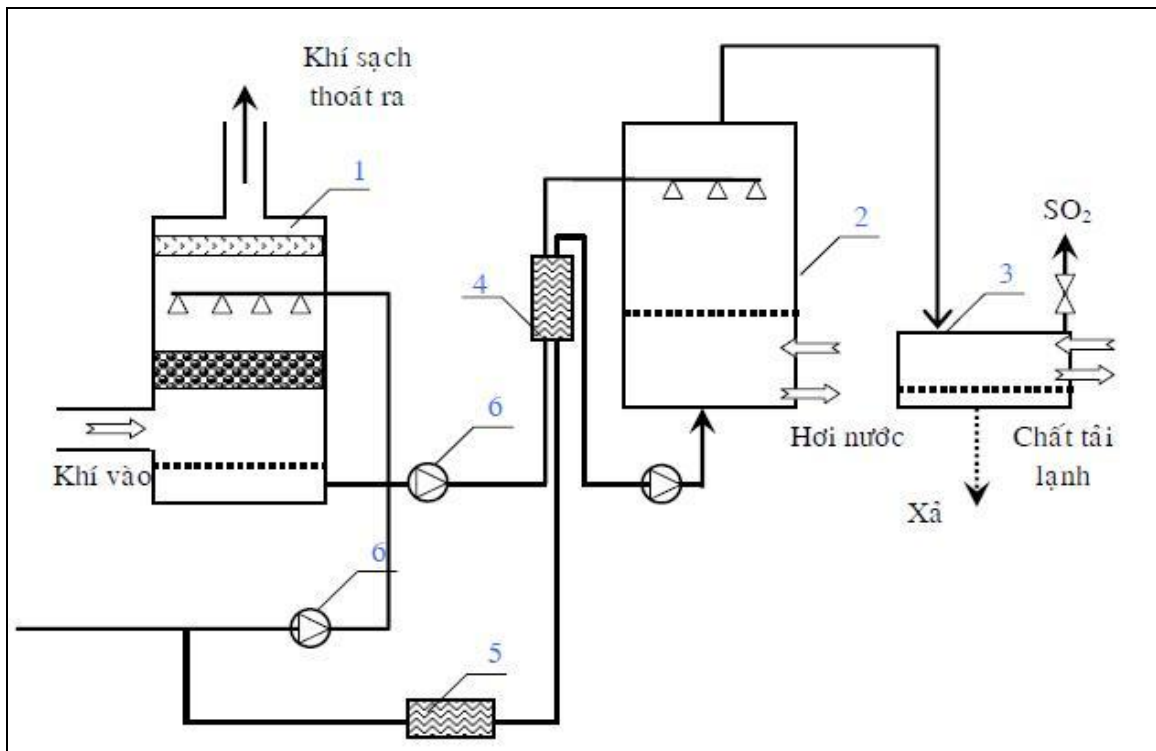 Khí sạch
thoát ra
1
2
SO₂
3
4
6
Hơi nước
Chất tải
lạnh
Khí vào
Xả
6
5